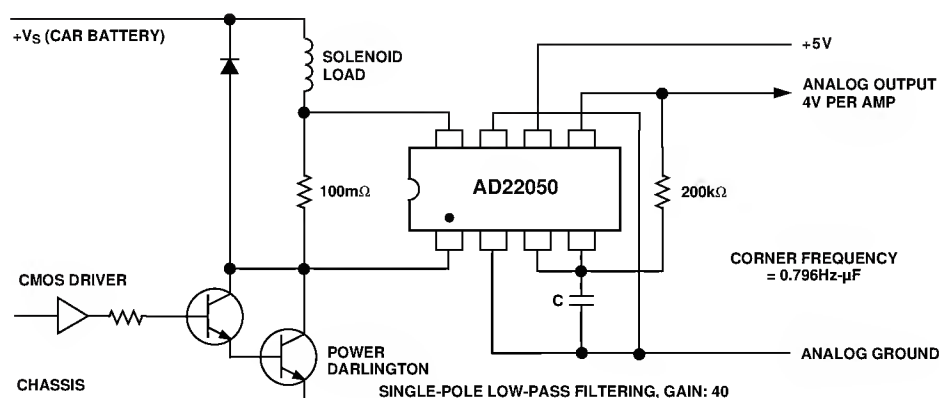 +VS (CAR BATTERY)
SOLENOID
LOAD
+5V
ANALOG OUTPUT
4V PER AMP
100mΩ
AD22050
200kΩ
CORNER FREQUENCY
= 0.796Hz-μF
CMOS DRIVER
C
POWER
DARLINGTON
ANALOG GROUND
CHASSIS
SINGLE-POLE LOW-PASS FILTERING, GAIN: 40